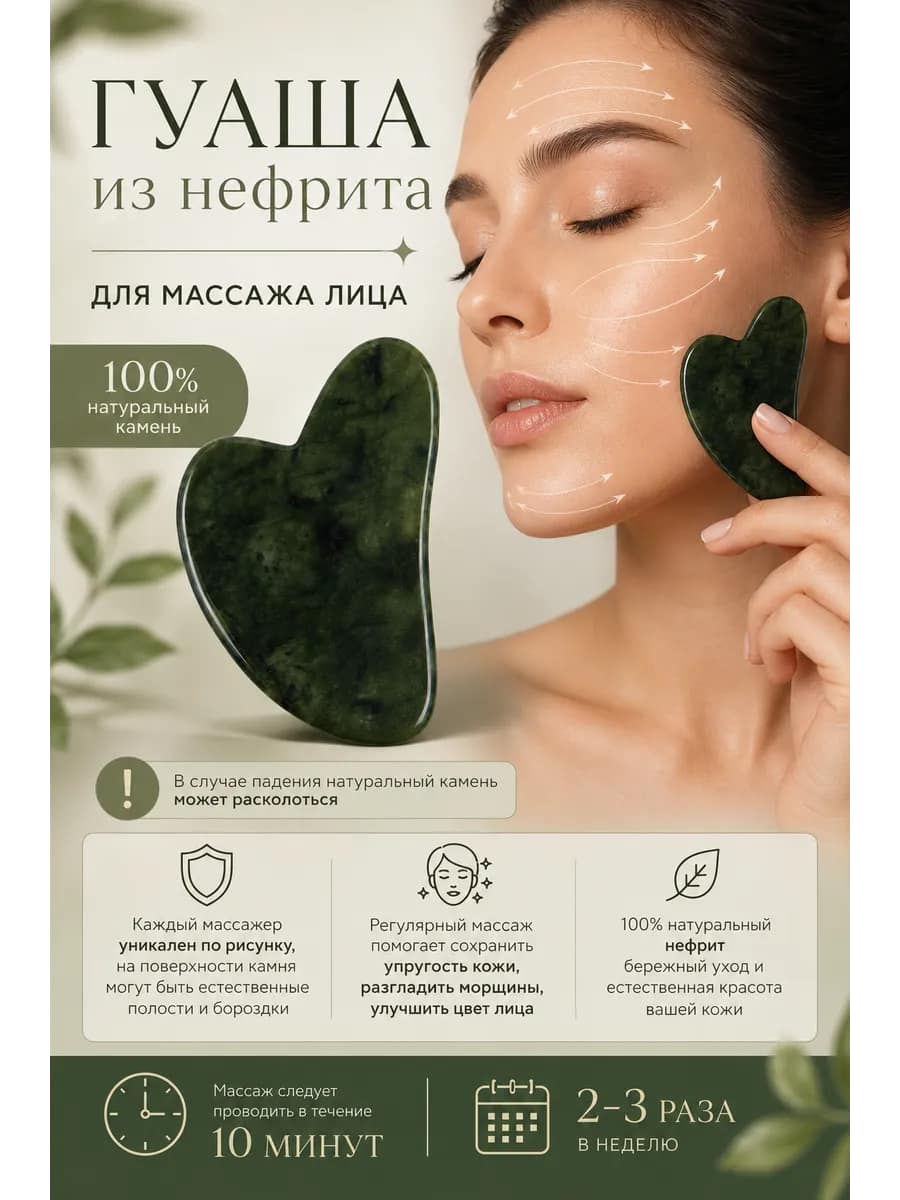 ГУАША
из нефрита
ДЛЯ МАССАЖА ЛИЦА
100%
натуральный
камень
!
В случае падения натуральный камень
может расколоться
Каждый массажер
уникален по рисунку,
на поверхности камня
могут быть естественные
полости и бороздки
Регулярный массаж
помогает сохранить
упругость кожи,
разгладить морщины,
улучшить цвет лица
100% натуральный
нефрит
бережный уход и
естественная красота
вашей кожи
Массаж следует
проводить в течение
10 МИНУТ
2-3 РАЗА
В НЕДЕЛЮ